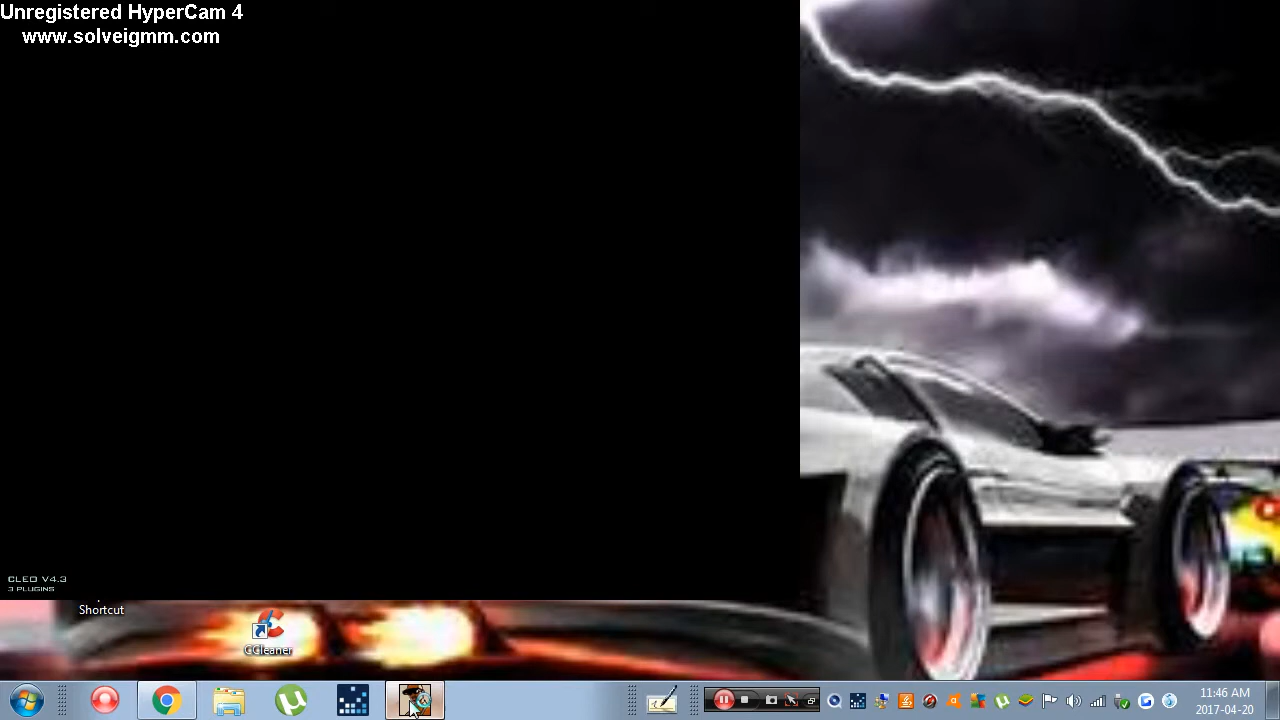 Unregistered HyperCam 4
www.solveigmm.com
CLEO V4.3
3 PLUGINS
Shortcut
CCleaner
11:46 AM
2017-04-20